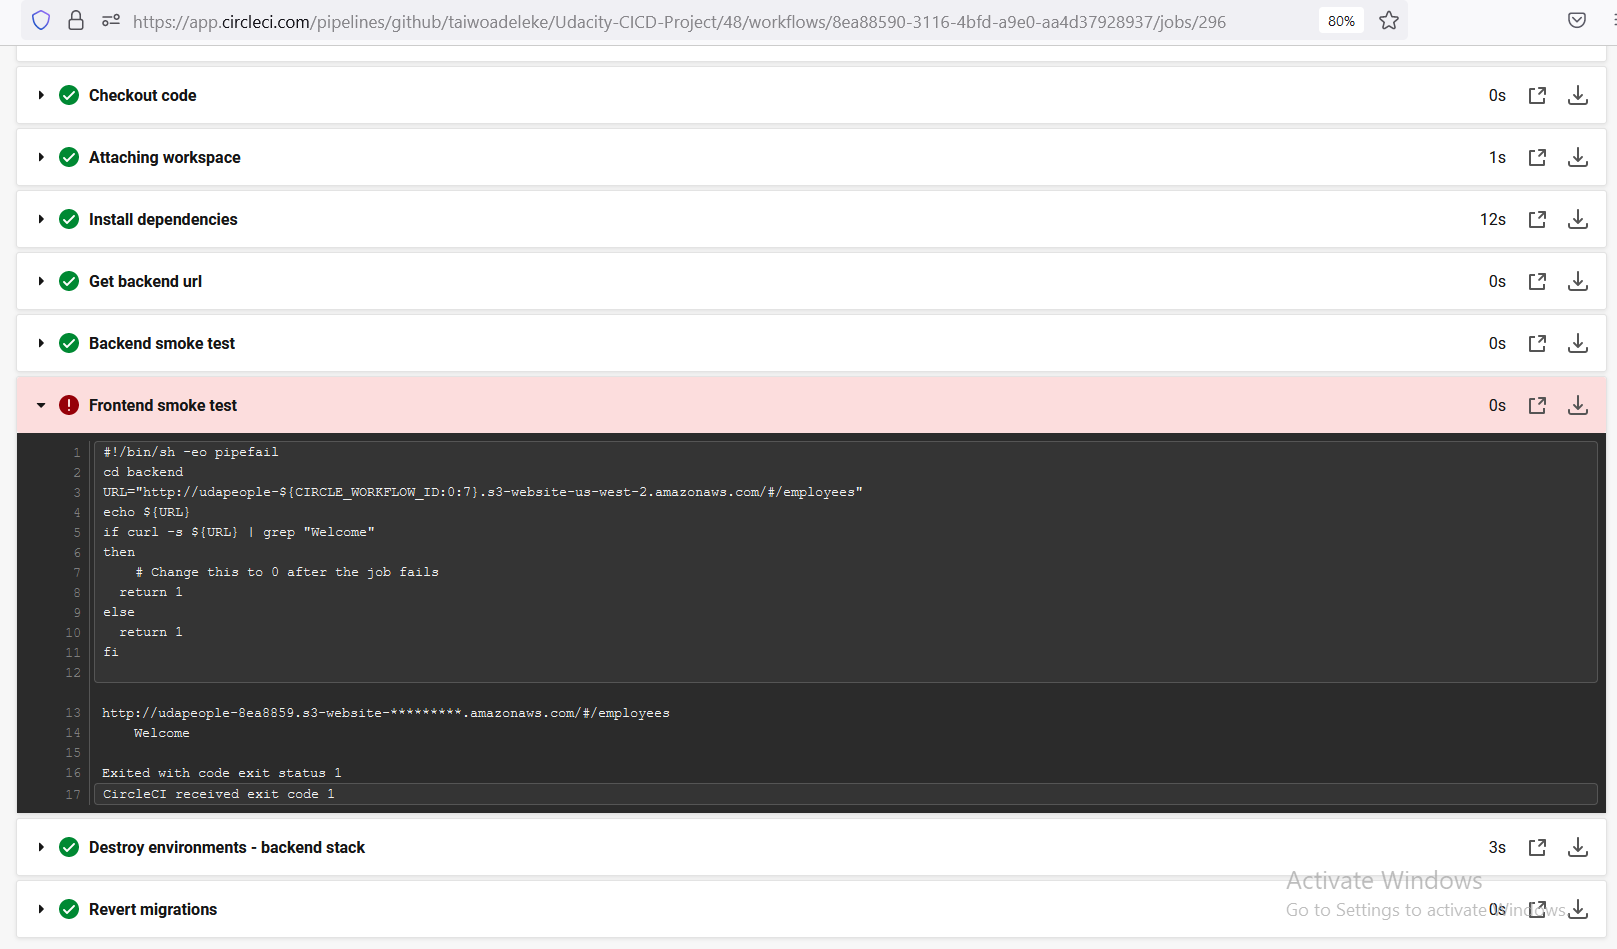 https://app.circleci.com/pipelines/github/taiwoadeleke/Udacity-CICD-Project/48/workflows/8ea88590-3116-4bfd-a9e0-aa4d37928937/jobs/296 80%
Checkout code 0s
Attaching workspace 1s
Install dependencies 12s
Get backend url 0s
Backend smoke test 0s
Frontend smoke test 0s
1 #!/bin/sh -eo pipefail
2 cd backend
3 URL="http://udapeople-${CIRCLE_WORKFLOW_ID:0:7}.s3-website-us-west-2.amazonaws.com/#/employees"
4 echo ${URL}
5 if curl -s ${URL} | grep "Welcome"
6 then
7 # Change this to 0 after the job fails
8 return 1
9 else
10 return 1
11 fi
12
13 http://udapeople-8ea8859.s3-website-*********.amazonaws.com/#/employees
14 Welcome
15
16 Exited with code exit status 1
17 CircleCI received exit code 1
Destroy environments - backend stack 3s
Activate Windows
Revert migrations 0s
Go to Settings to activate Windows.